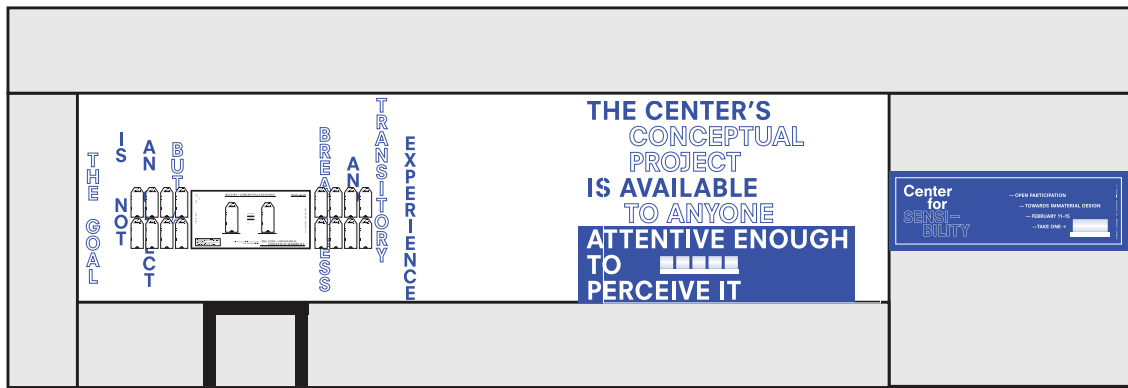 THE GOAL
IS NOT
AN
BUT
AN
TRANSITORY
EXPERIENCE
THE CENTER'S
CONCEPTUAL
PROJECT
IS AVAILABLE
TO ANYONE
ATTENTIVE ENOUGH
TO
PERCEIVE IT
Center
for
SENSI—
BILITY
— OPEN PARTICIPATION
— TOWARDS IMMATERIAL DESIGN
— FEBRUARY 11–15
—TAKE ONE +